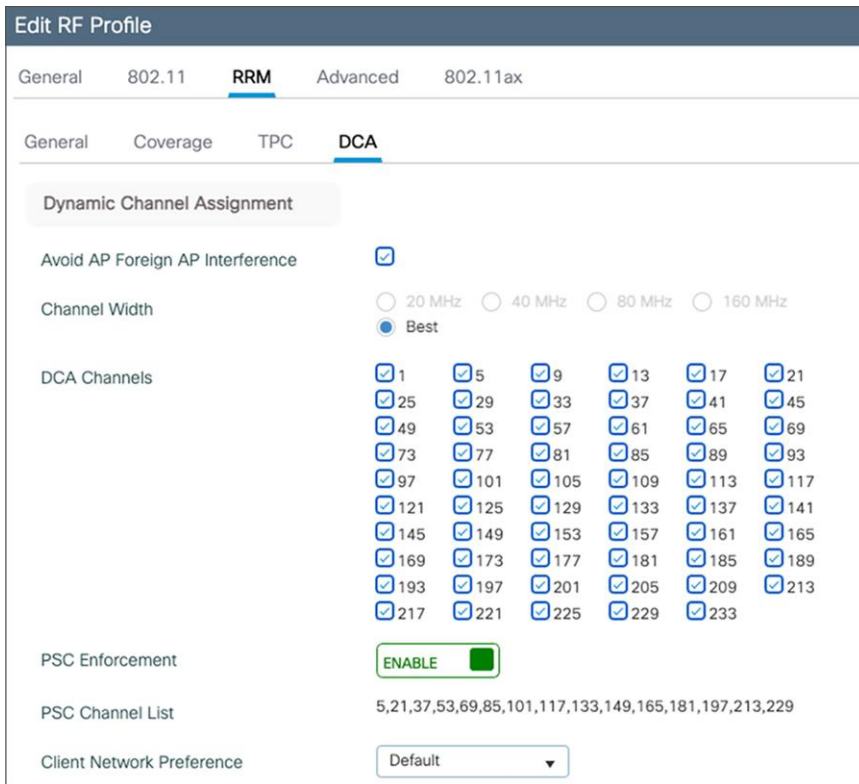 Edit RF Profile
General 802.11 RRM Advanced 802.11ax
General Coverage TPC DCA
Dynamic Channel Assignment
Avoid AP Foreign AP Interference
Channel Width 20 MHz 40 MHz 80 MHz 160 MHz
Best
DCA Channels 1 5 9 13 17 21
25 29 33 37 41 45
49 53 57 61 65 69
73 77 81 85 89 93
97 101 105 109 113 117
121 125 129 133 137 141
145 149 153 157 161 165
169 173 177 181 185 189
193 197 201 205 209 213
217 221 225 229 233
PSC Enforcement ENABLE
PSC Channel List 5,21,37,53,69,85,101,117,133,149,165,181,197,213,229
Client Network Preference Default